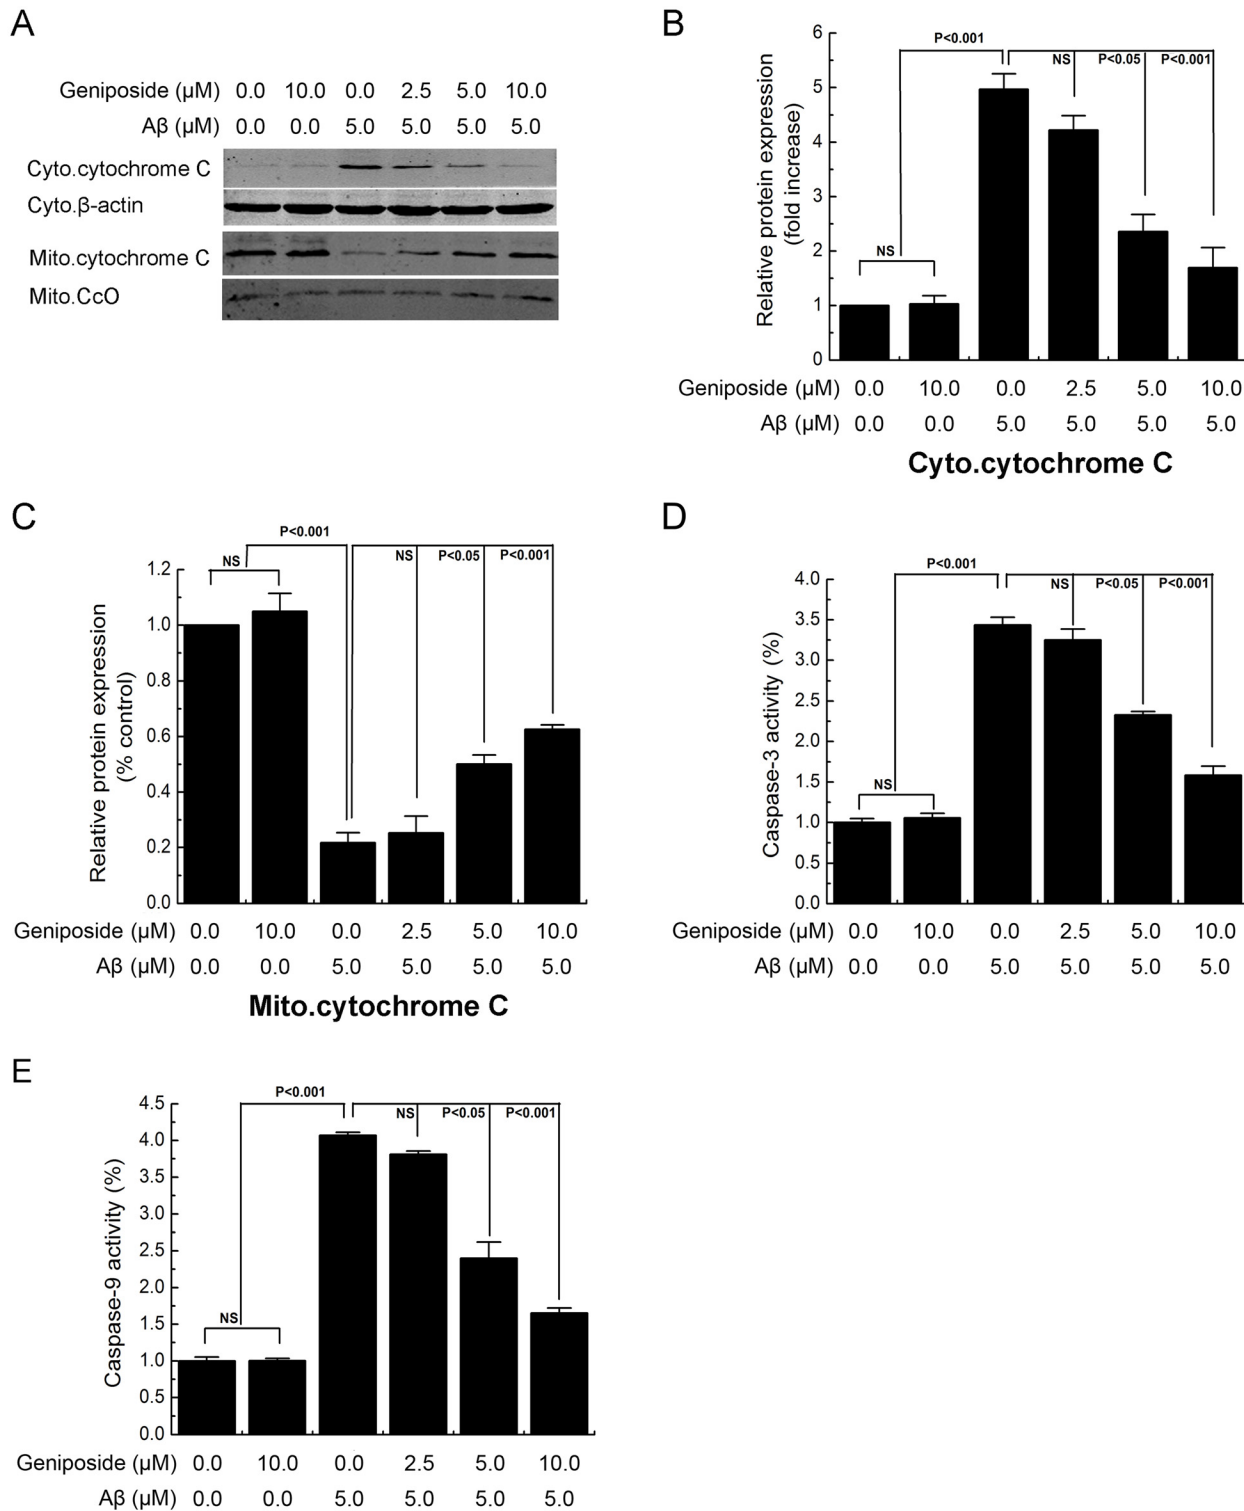 A
Geniposide (µM) 0.0 10.0 0.0 2.5 5.0 10.0
Aβ (µM) 0.0 0.0 5.0 5.0 5.0 5.0
Cyto.cytochrome C
Cyto.β-actin
Mito.cytochrome C
Mito.CcO
B
Relative protein expression
(fold increase)
6
5
4
3
2
1
0
P<0.001
NS
P<0.05
P<0.001
NS
Geniposide (µM) 0.0 10.0 0.0 2.5 5.0 10.0
Aβ (µM) 0.0 0.0 5.0 5.0 5.0 5.0
Cyto.cytochrome C
C
Relative protein expression
(% control)
1.2
1.0
0.8
0.6
0.4
0.2
0.0
P<0.001
NS
NS
P<0.05
P<0.001
Geniposide (µM) 0.0 10.0 0.0 2.5 5.0 10.0
Aβ (µM) 0.0 0.0 5.0 5.0 5.0 5.0
Mito.cytochrome C
D
Caspase-3 activity (%)
4.0
3.5
3.0
2.5
2.0
1.5
1.0
0.5
0.0
P<0.001
NS
P<0.05
P<0.001
NS
Geniposide (µM) 0.0 10.0 0.0 2.5 5.0 10.0
Aβ (µM) 0.0 0.0 5.0 5.0 5.0 5.0
E
Caspase-9 activity (%)
4.5
4.0
3.5
3.0
2.5
2.0
1.5
1.0
0.5
0.0
P<0.001
NS
P<0.05
P<0.001
NS
Geniposide (µM) 0.0 10.0 0.0 2.5 5.0 10.0
Aβ (µM) 0.0 0.0 5.0 5.0 5.0 5.0